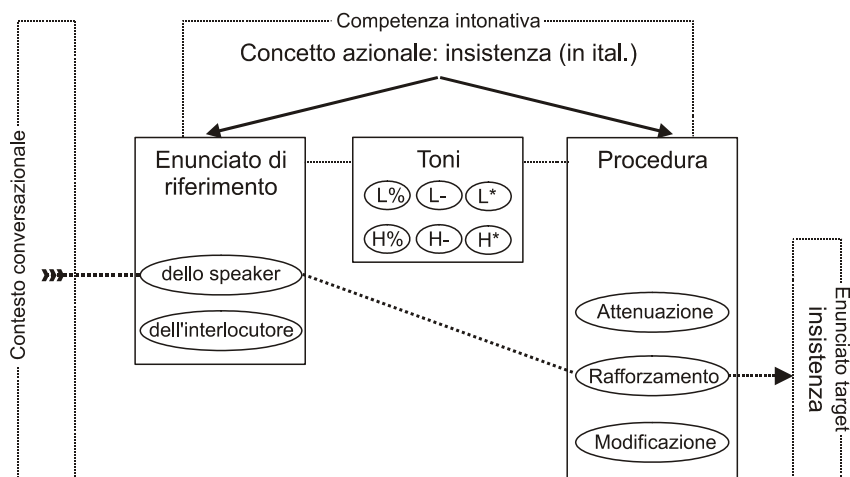 Competenza intonativa
Concetto azionale: insistenza (in ital.)
Contesto conversazionale
Enunciato di
riferimento
dello speaker
dell'interlocutore
Toni
L% L- L*
H% H- H*
Procedura
Attenuazione
Rafforzamento
Modificazione
Enunciato target
insistenza